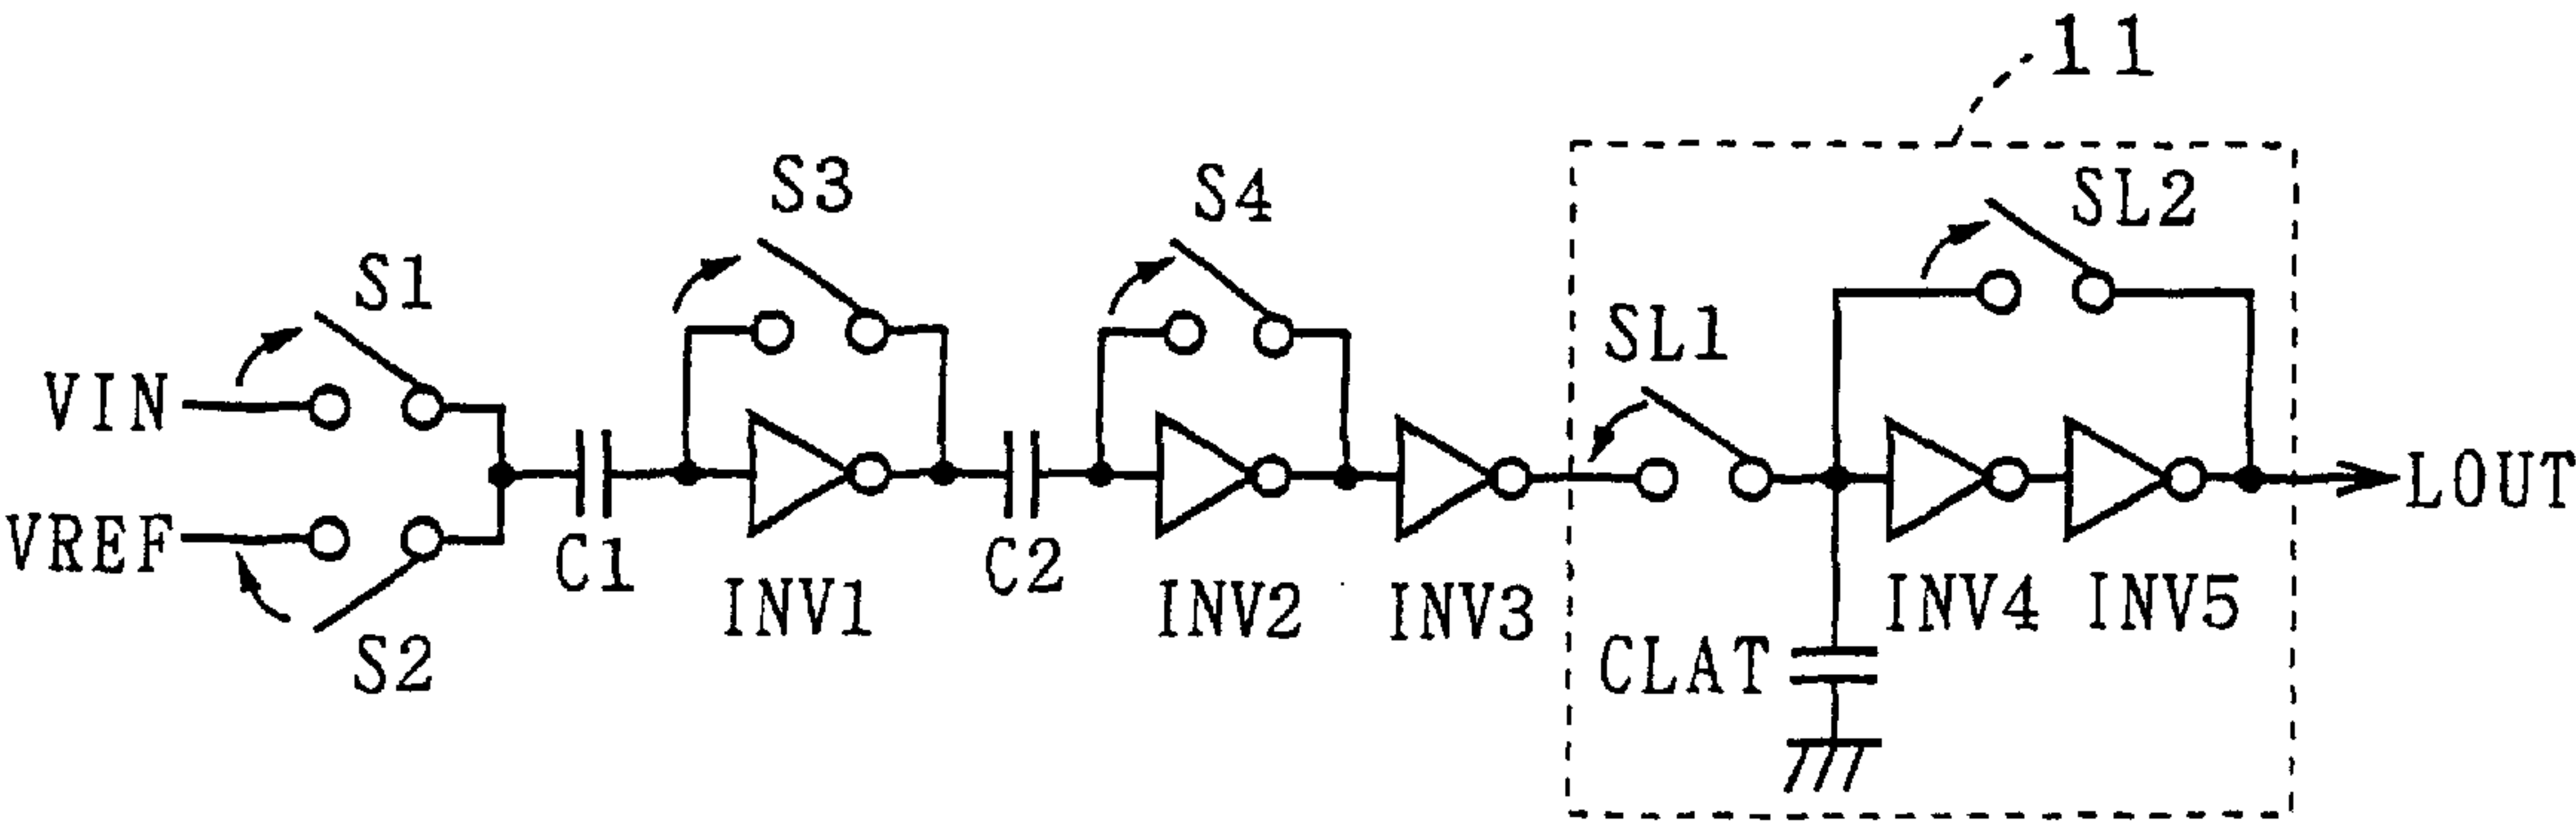 11
S3
S4
SL2
S1
SL1
VIN
LOUT
VREF
C1
C2
INV1
INV2
INV3
INV4
INV5
S2
CLAT